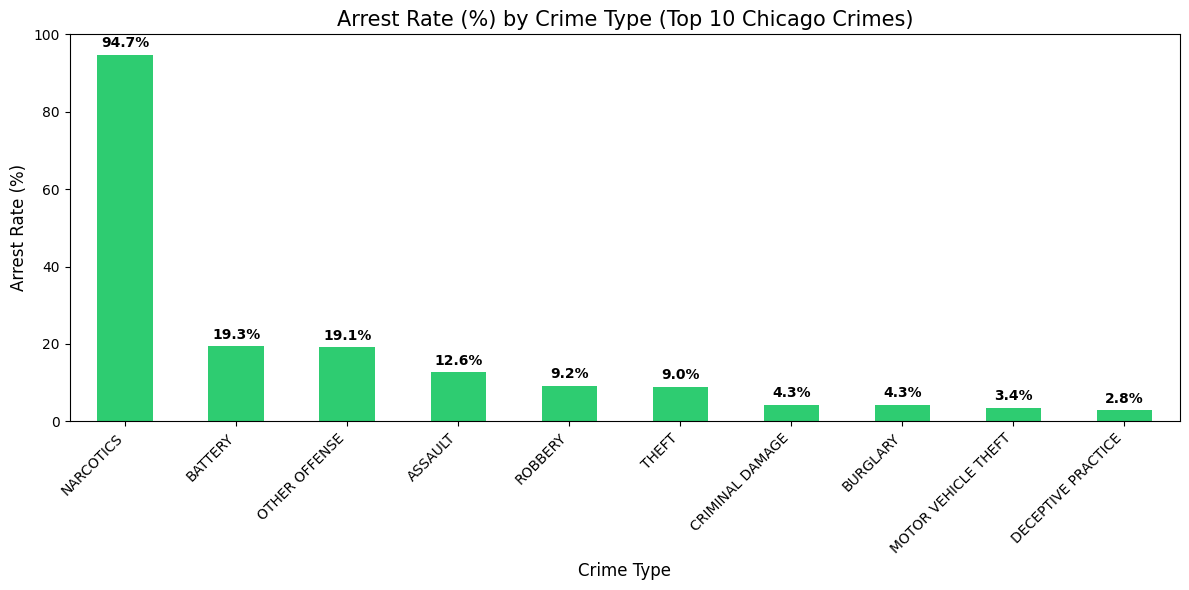 Arrest Rate (%) by Crime Type (Top 10 Chicago Crimes)
Arrest Rate (%)
100
80
60
40
20
0
94.7%
19.3%
19.1%
12.6%
9.2%
9.0%
4.3%
4.3%
3.4%
2.8%
NARCOTICS
BATTERY
OTHER OFFENSE
ASSAULT
ROBBERY
THEFT
CRIMINAL DAMAGE
BURGLARY
MOTOR VEHICLE THEFT
DECEPTIVE PRACTICE
Crime Type